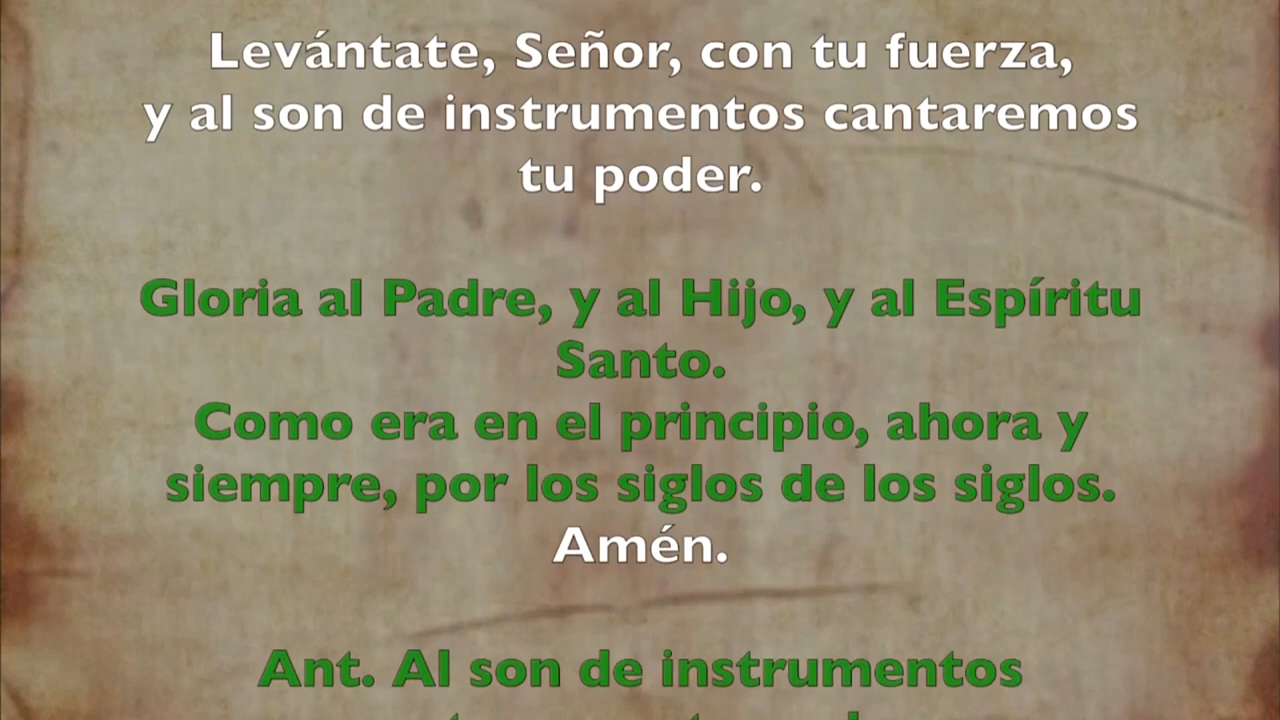 Levántate, Señor, con tu fuerza,
y al son de instrumentos cantaremos
tu poder.
Gloria al Padre, y al Hijo, y al Espíritu
Santo.
Como era en el principio, ahora y
siempre, por los siglos de los siglos.
Amén.
Ant. Al son de instrumentos